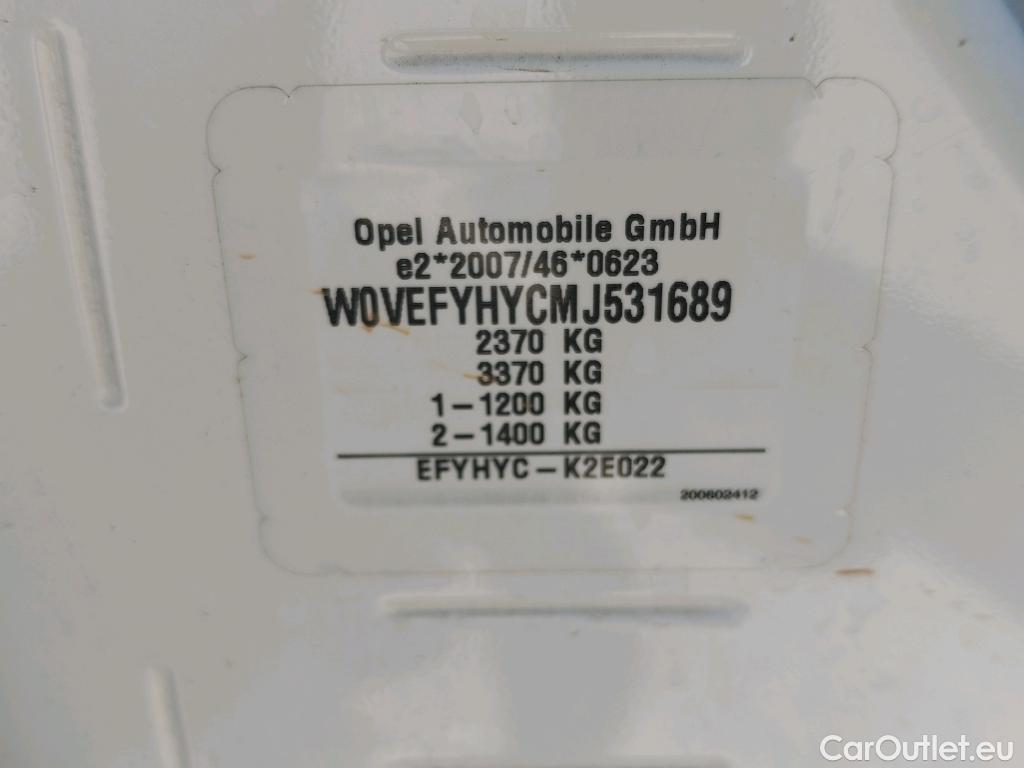 Opel Automobile GmbH
e2*2007/46*0623
W0VEFYHYCMJ531689
2370 KG
3370 KG
1-1200 KG
2-1400 KG
EFYHYC-K2E022
200602412
CarOutlet.eu